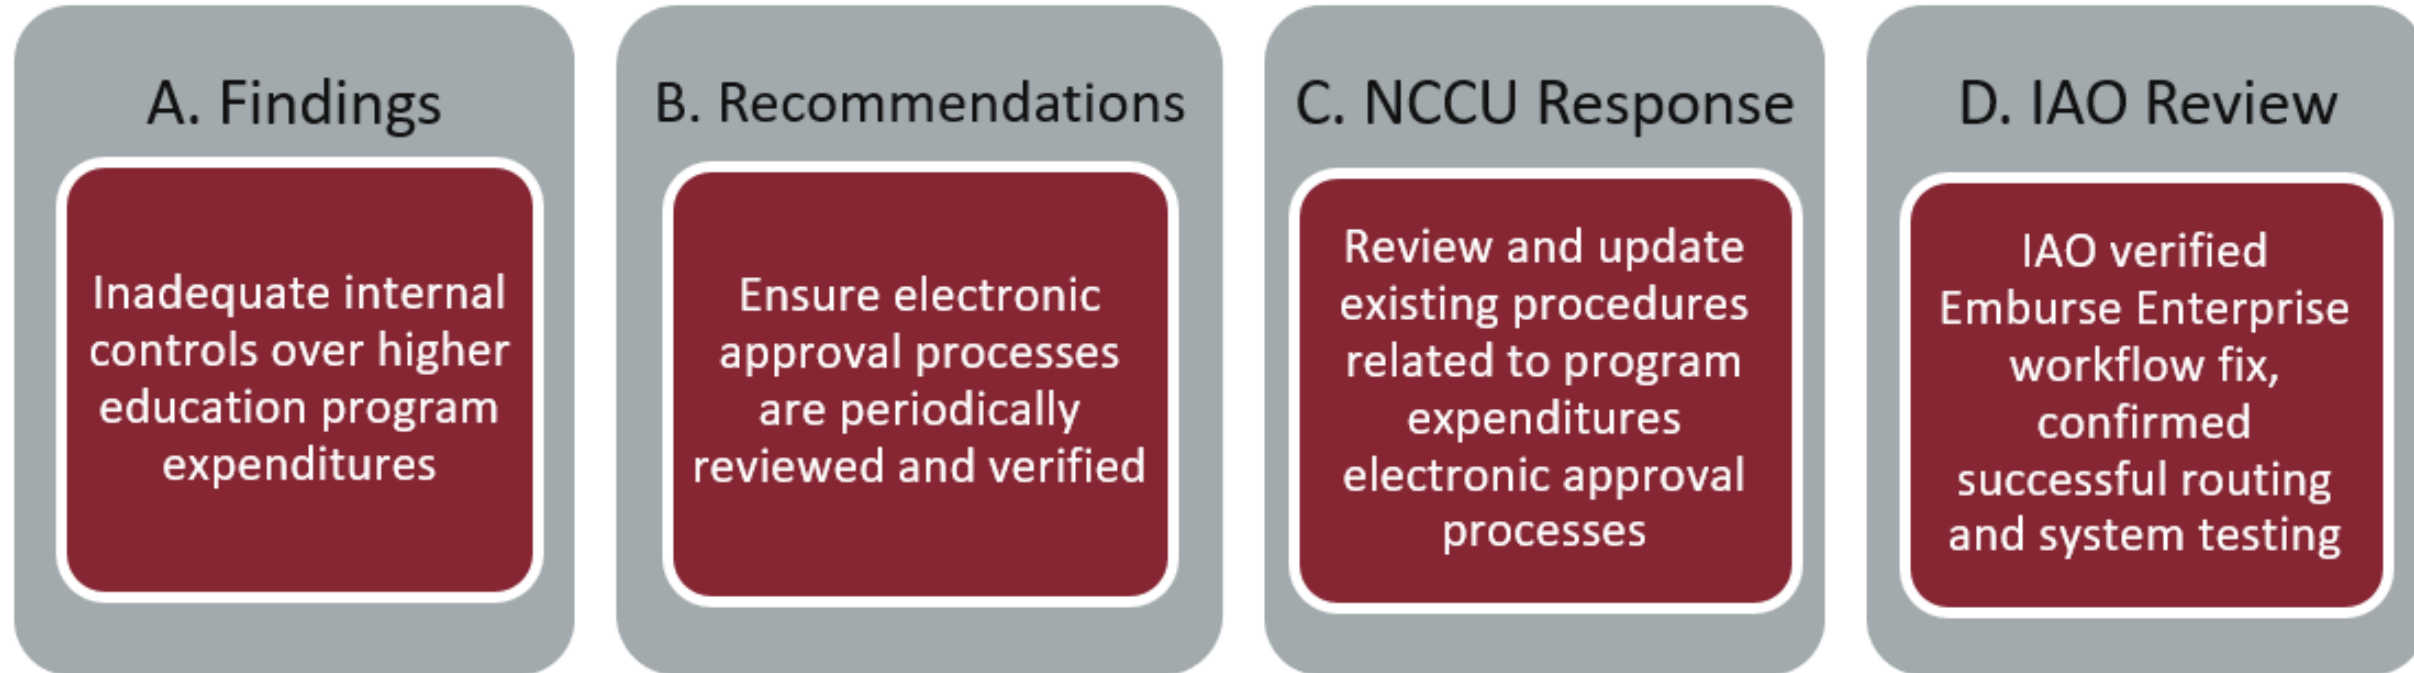 A. Findings
Inadequate internal
controls over higher
education program
expenditures
B. Recommendations
Ensure electronic
approval processes
are periodically
reviewed and verified
C. NCCU Response
Review and update
existing procedures
related to program
expenditures
electronic approval
processes
D. IAO Review
IAO verified
Emburse Enterprise
workflow fix,
confirmed
successful routing
and system testing